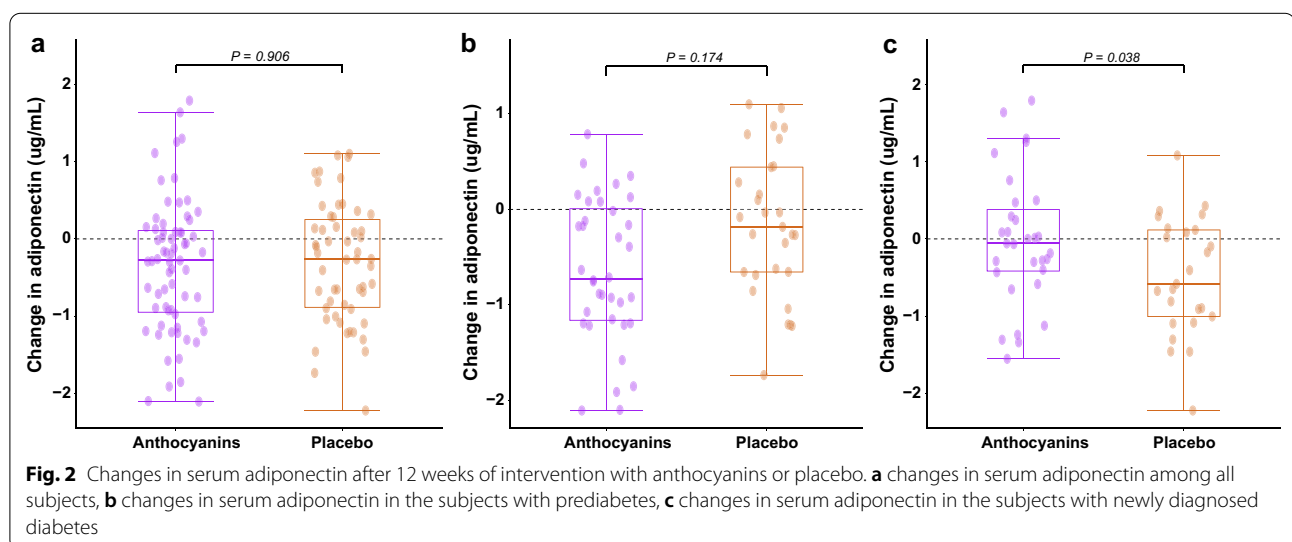 a
P = 0.906
Change in adiponectin (ug/mL)
2
1
0
−1
−2
Anthocyanins Placebo
b
P = 0.174
Change in adiponectin (ug/mL)
1
0
−1
−2
Anthocyanins Placebo
c
P = 0.038
Change in adiponectin (ug/mL)
2
1
0
−1
−2
Anthocyanins Placebo
Fig. 2 Changes in serum adiponectin after 12 weeks of intervention with anthocyanins or placebo. a changes in serum adiponectin among all
subjects, b changes in serum adiponectin in the subjects with prediabetes, c changes in serum adiponectin in the subjects with newly diagnosed
diabetes